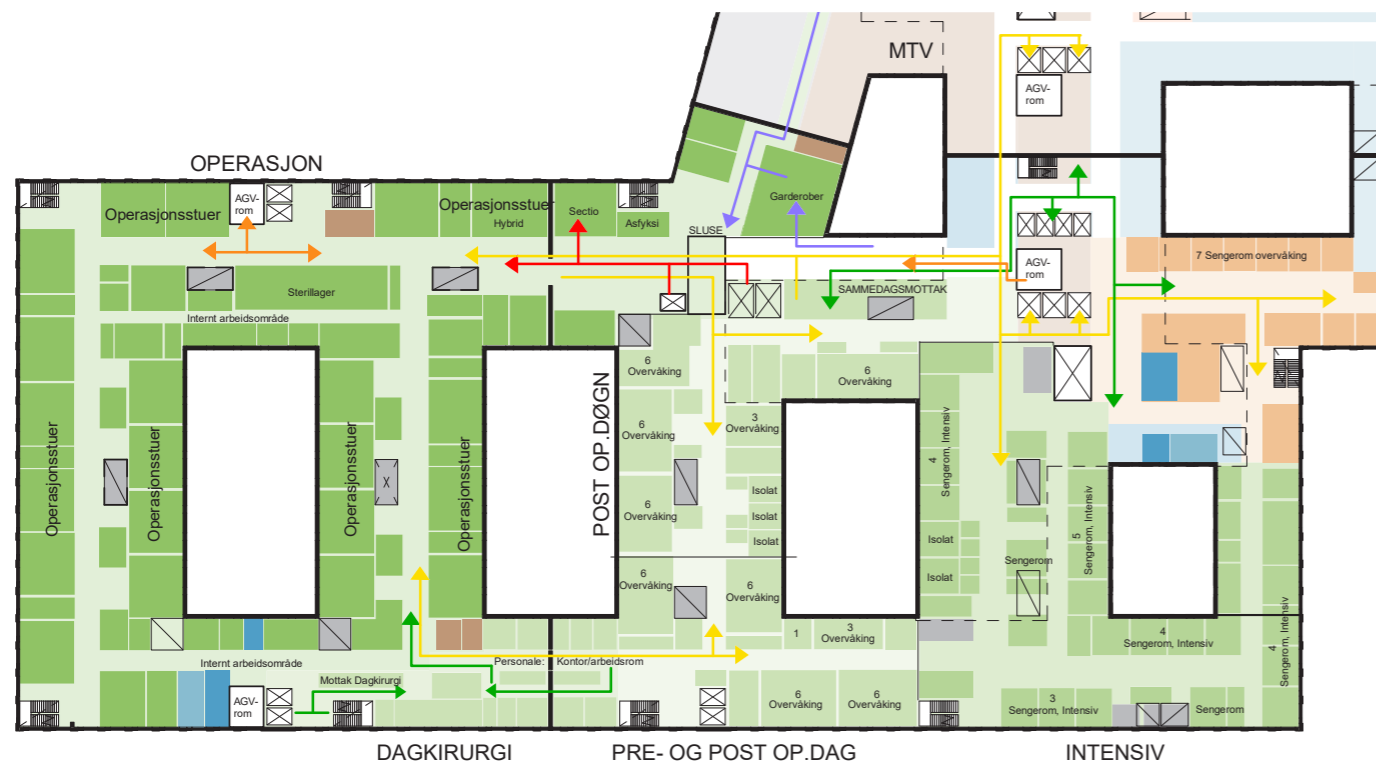 MTV
AGV-
rom
OPERASJON
Operasjonsstuer
AGV-
rom
Operasjonsstuer
Hybrid
Sectio
Asfyksi
Garderober
SLUSE
AGV-
rom
7 Sengerom overvåking
Sterillager
SAMMEDAGSMOTTAK
Internt arbeidsområde
6
Overvåking
6
Overvåking
POST OP.DØGN
6
Overvåking
3
Overvåking
4
Sengerom, Intensiv
Operasjonsstuer
Operasjonsstuer
Operasjonsstuer
Operasjonsstuer
X
6
Overvåking
Isolat
Isolat
Isolat
Isolat
Isolat
Sengerom
5
Sengerom, Intensiv
6
Overvåking
6
Overvåking
1
3
Overvåking
4
Sengerom, Intensiv
4
Sengerom, Intensiv
Internt arbeidsområde
Personale:
Kontor/arbeidsrom
Mottak Dagkirurgi
AGV-
rom
6
Overvåking
6
Overvåking
3
Sengerom, Intensiv
Sengerom
DAGKIRURGI
PRE- OG POST OP.DAG
INTENSIV